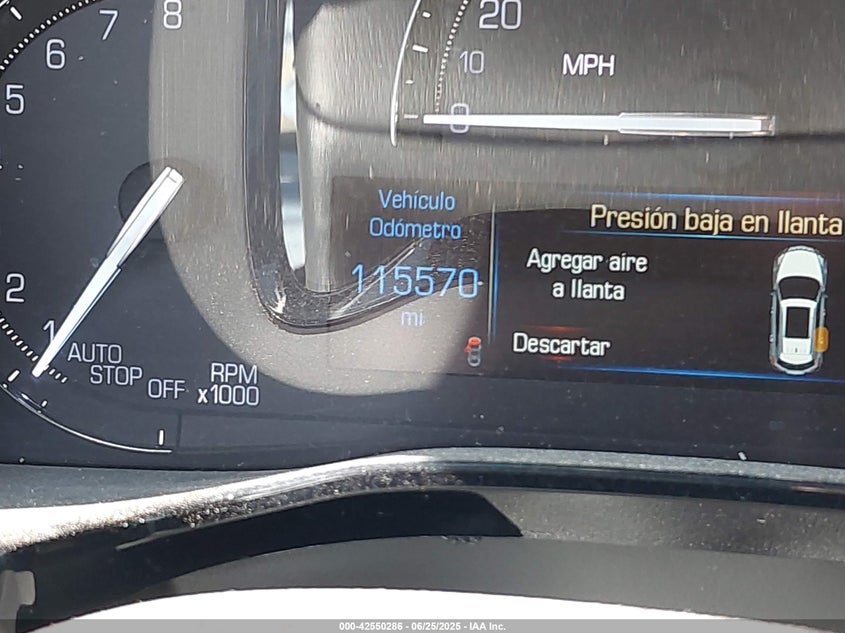 8
7
6
5
2
1
AUTO
STOP
OFF
RPM
x1000
20
10
0
MPH
Vehículo
Odómetro
115570
mi
Presión baja en llanta
Agregar aire
a llanta
Descartar
000-42550286 - 06/25/2025 - IAA Inc.